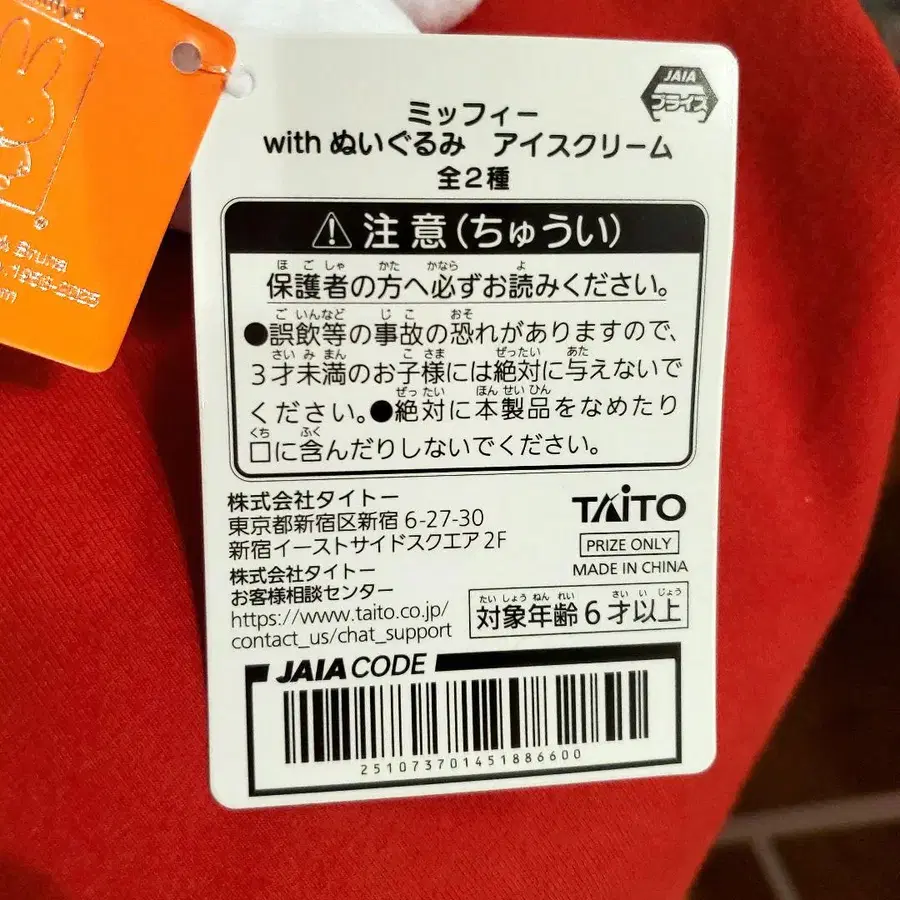 JAIA
プライズ
ミッフィー
with ぬいぐるみ　アイスクリーム
全２種
注意(ちゅうい)
保護者の方へ必ずお読みください。
●誤飲等の事故の恐れがありますので、
３才未満のお子様には絶対に与えないで
ください。●絶対に本製品をなめたり
口に含んだりしないでください。
株式会社タイトー
東京都新宿区新宿 6-27-30
新宿イーストサイドスクエア 2F
株式会社タイトー
お客様相談センター
https://www.taito.co.jp/
contact_us/chat_support
TAITO
PRIZE ONLY
MADE IN CHINA
対象年齢６才以上
JAIA CODE
251073701451886600
Bruna